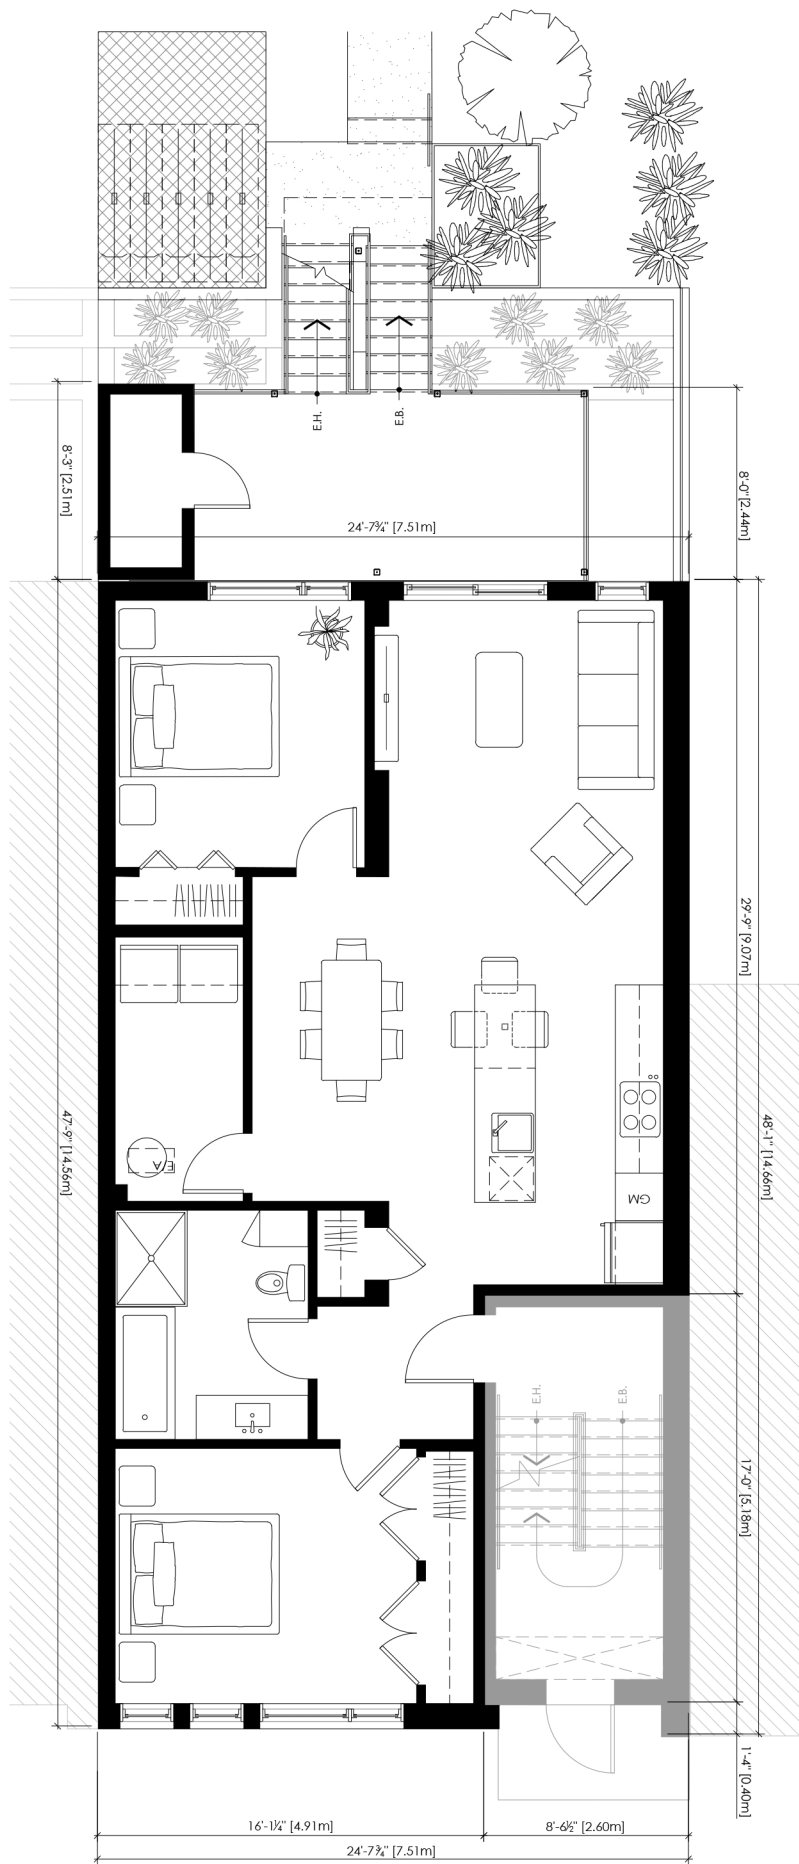 E.H.
E.B.
8'-3" [2.51m]
8'-0" [2.44m]
24'-7¾" [7.51m]
29'-9" [9.07m]
47'-9" [14.56m]
48'-1" [14.66m]
E/A
GM
E.H.
E.B.
17'-0" [5.18m]
1'-4" [0.40m]
16'-1¼" [4.91m]
8'-6½" [2.60m]
24'-7¾" [7.51m]